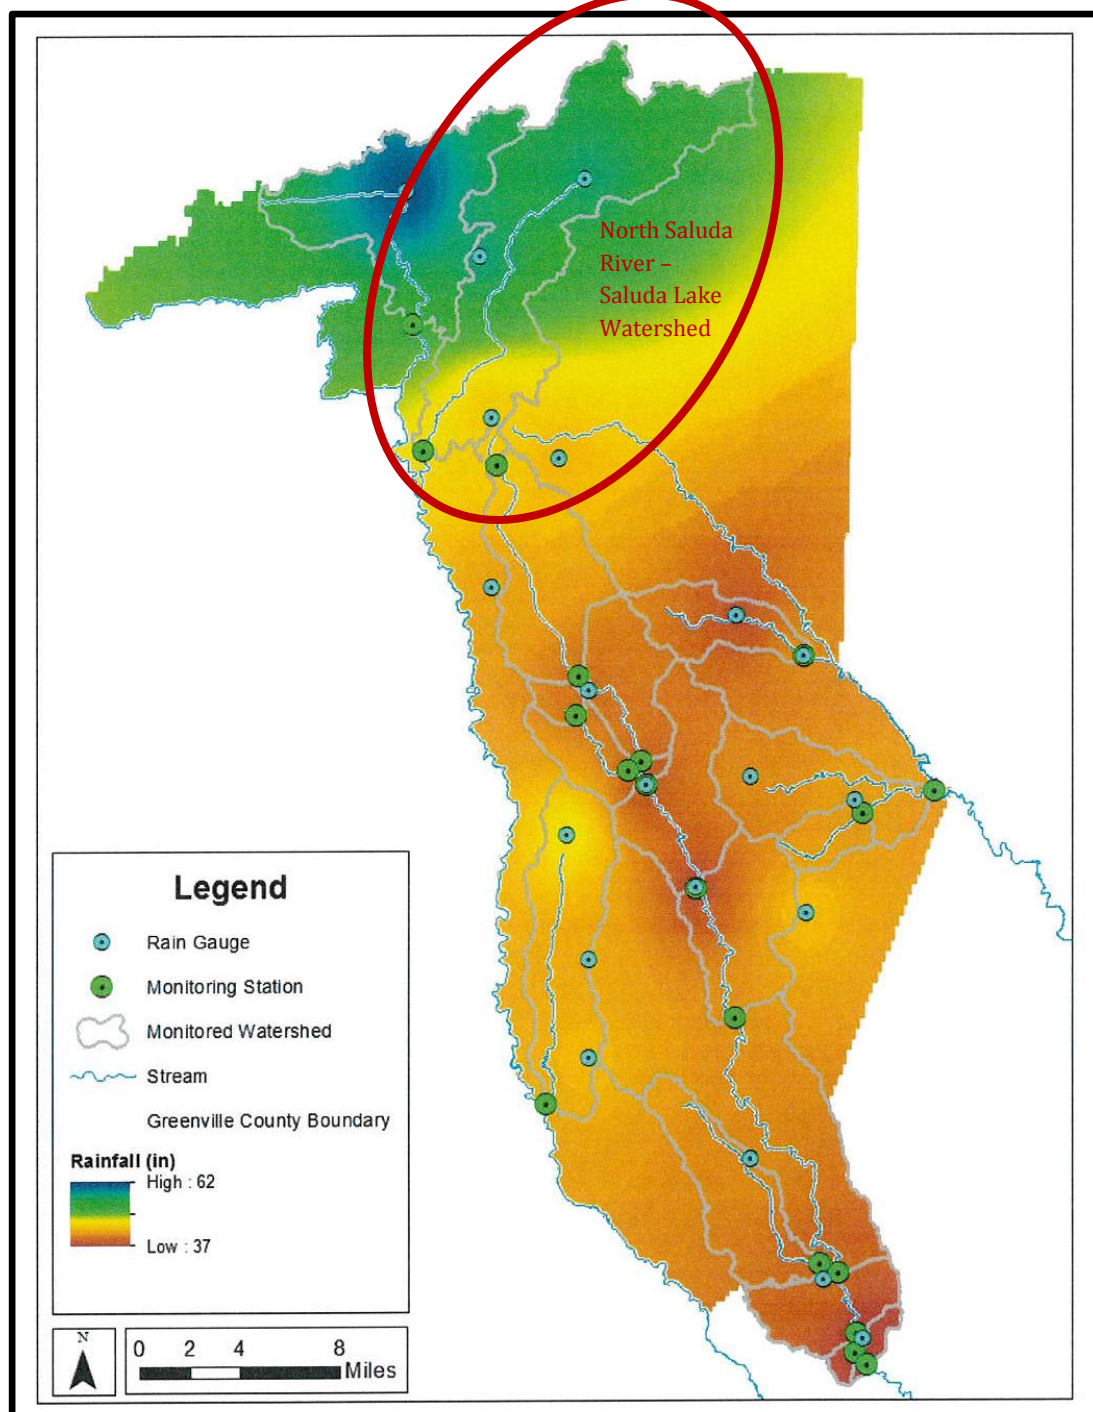 North Saluda
River –
Saluda Lake
Watershed
Legend
Rain Gauge
Monitoring Station
Monitored Watershed
Stream
Greenville County Boundary
Rainfall (in)
High : 62
Low : 37
N
0 2 4 8
Miles